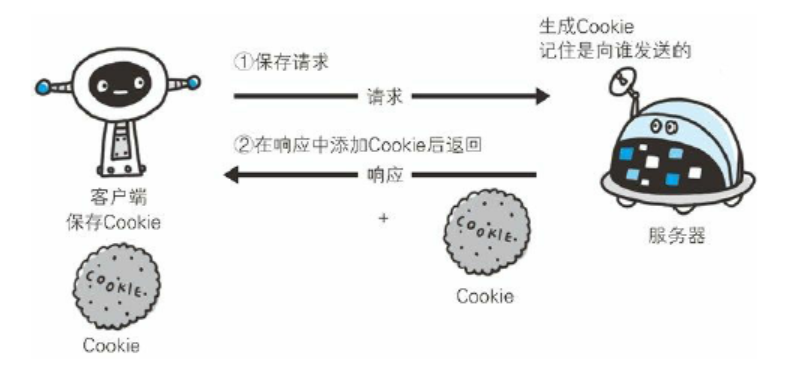 生成Cookie
记住是向谁发送的
①保存请求
请求
②在响应中添加Cookie后返回
响应
客户端
保存Cookie
+
COOKIE.
服务器
COOKIE.
Cookie
Cookie